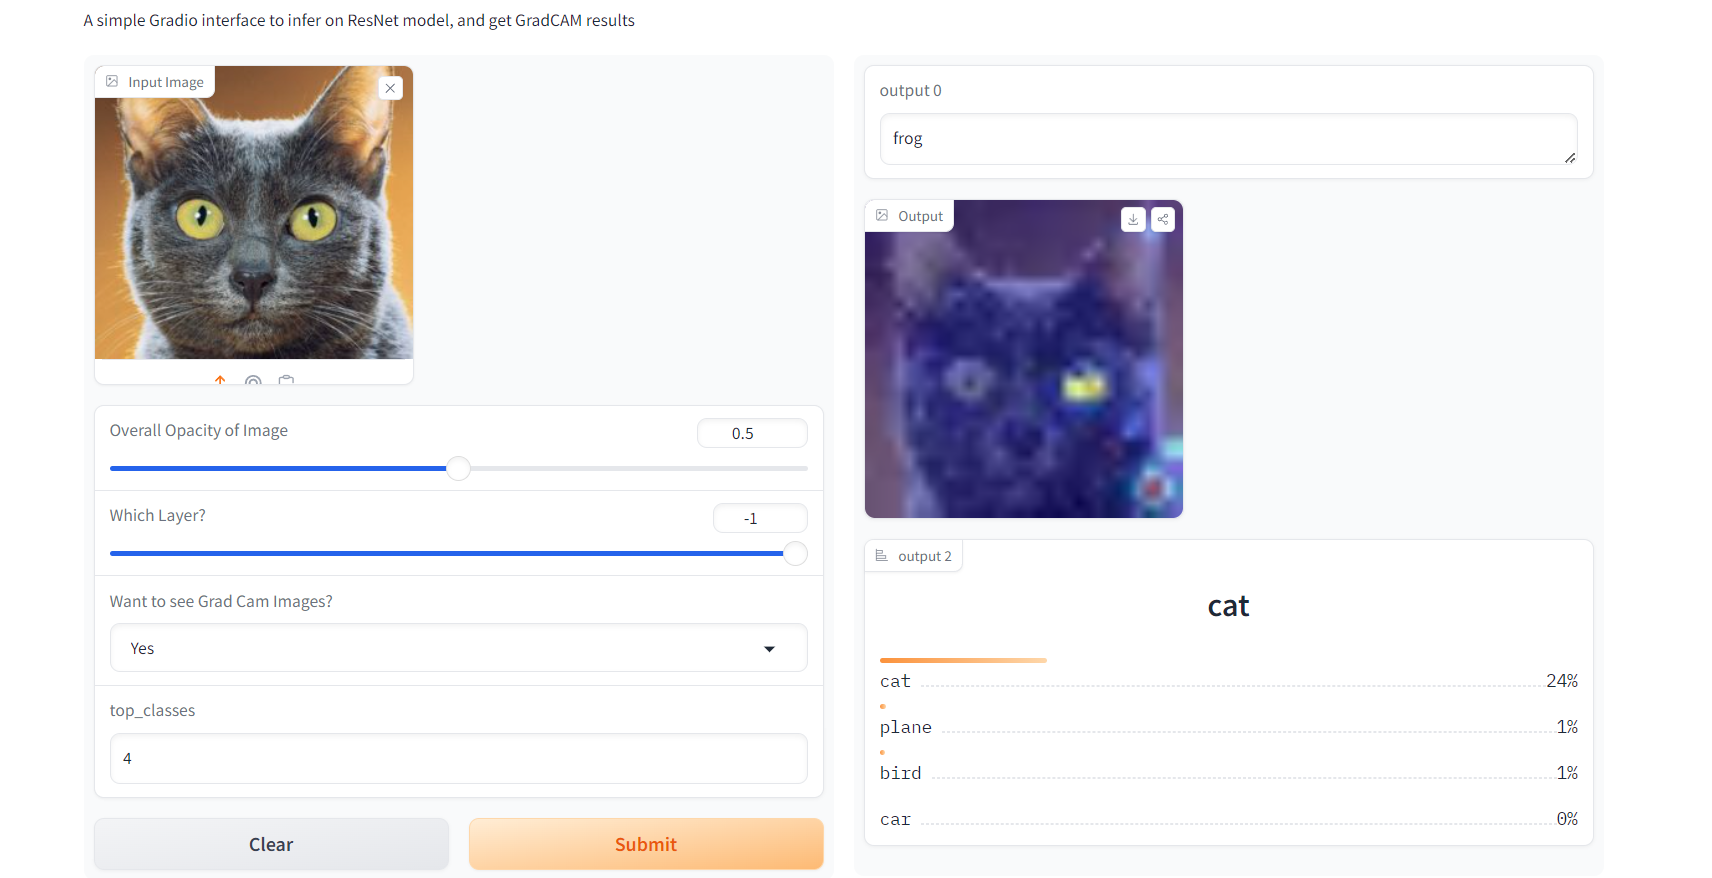 A simple Gradio interface to infer on ResNet model, and get GradCAM results
Input Image
Overall Opacity of Image
0.5
Which Layer?
-1
Want to see Grad Cam Images?
Yes
top_classes
4
Clear
Submit
output 0
frog
Output
output 2
cat
cat 24%
plane 1%
bird 1%
car 0%